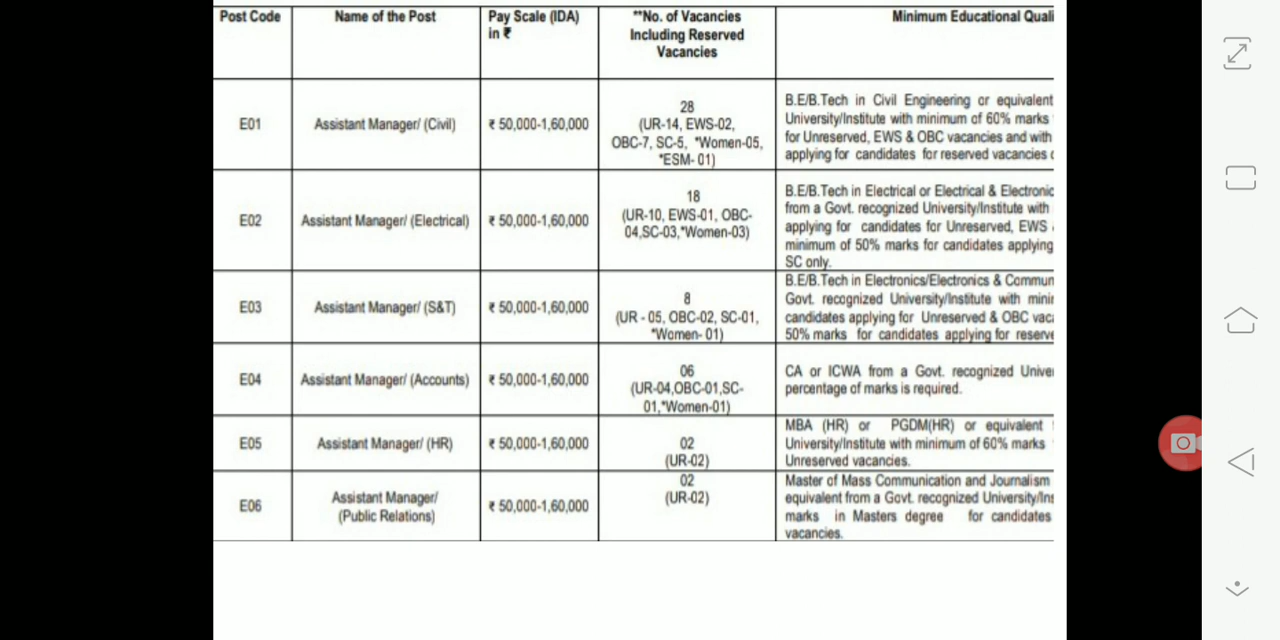 Post Code Name of the Post Pay Scale (IDA) in ₹ **No. of Vacancies Including Reserved Vacancies Minimum Educational Quali
E01
Assistant Manager/ (Civil)
₹ 50,000-1,60,000
28
(UR-14, EWS-02,
OBC-7, SC-5, *Women-05,
*ESM- 01)
B.E/B.Tech in Civil Engineering or equivalent
University/Institute with minimum of 60% marks
for Unreserved, EWS & OBC vacancies and with
applying for candidates for reserved vacancies
E02
Assistant Manager/ (Electrical)
₹ 50,000-1,60,000
18
(UR-10, EWS-01, OBC-
04,SC-03,*Women-03)
B.E/B.Tech in Electrical or Electrical & Electronic
from a Govt. recognized University/Institute with
applying for candidates for Unreserved, EWS
minimum of 50% marks for candidates applying
SC only.
E03
Assistant Manager/ (S&T)
₹ 50,000-1,60,000
8
(UR - 05, OBC-02, SC-01,
*Women- 01)
B.E/B.Tech in Electronics/Electronics & Commun
Govt. recognized University/Institute with mini
candidates applying for Unreserved & OBC vaca
50% marks for candidates applying for reserve
E04
Assistant Manager/ (Accounts)
₹ 50,000-1,60,000
06
(UR-04,OBC-01,SC-
01,*Women-01)
CA or ICWA from a Govt. recognized Unive
percentage of marks is required.
E05
Assistant Manager/ (HR)
₹ 50,000-1,60,000
02
(UR-02)
MBA (HR) or PGDM(HR) or equivalent
University/Institute with minimum of 60% marks
Unreserved vacancies.
E06
Assistant Manager/
(Public Relations)
₹ 50,000-1,60,000
02
(UR-02)
Master of Mass Communication and Journalism
equivalent from a Govt. recognized University/Ins
marks in Masters degree for candidates
vacancies.